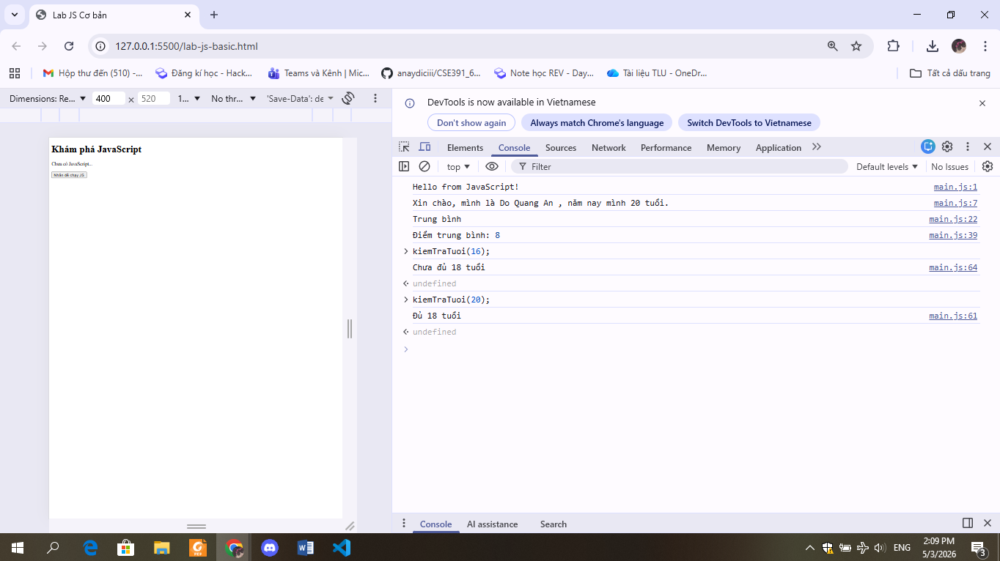 Lab JS Cơ bản
127.0.0.1:5500/lab-js-basic.html
Hộp thư đến (510) -... Đăng kí học - Hack... Teams và Kênh | Mic... anaydiciii/CSE391_6... Note học REV - Day... Tài liệu TLU - OneDr... Tất cả dấu trang
Dimensions: Re... 400 × 520 1... No thr... 'Save-Data': de
Khám phá JavaScript
Chưa có JavaScript...
Nhấn để chạy JS
DevTools is now available in Vietnamese
Don't show again Always match Chrome's language Switch DevTools to Vietnamese
Elements Console Sources Network Performance Memory Application
top Filter Default levels No Issues
Hello from JavaScript! main.js:1
Xin chào, mình là Do Quang An , năm nay mình 20 tuổi. main.js:7
Trung bình main.js:22
Điểm trung bình: 8 main.js:39
kiemTraTuoi(16);
Chưa đủ 18 tuổi main.js:64
undefined
kiemTraTuoi(20);
Đủ 18 tuổi main.js:61
undefined
Console AI assistance Search
PDF
ENG
2:09 PM
5/3/2026
3